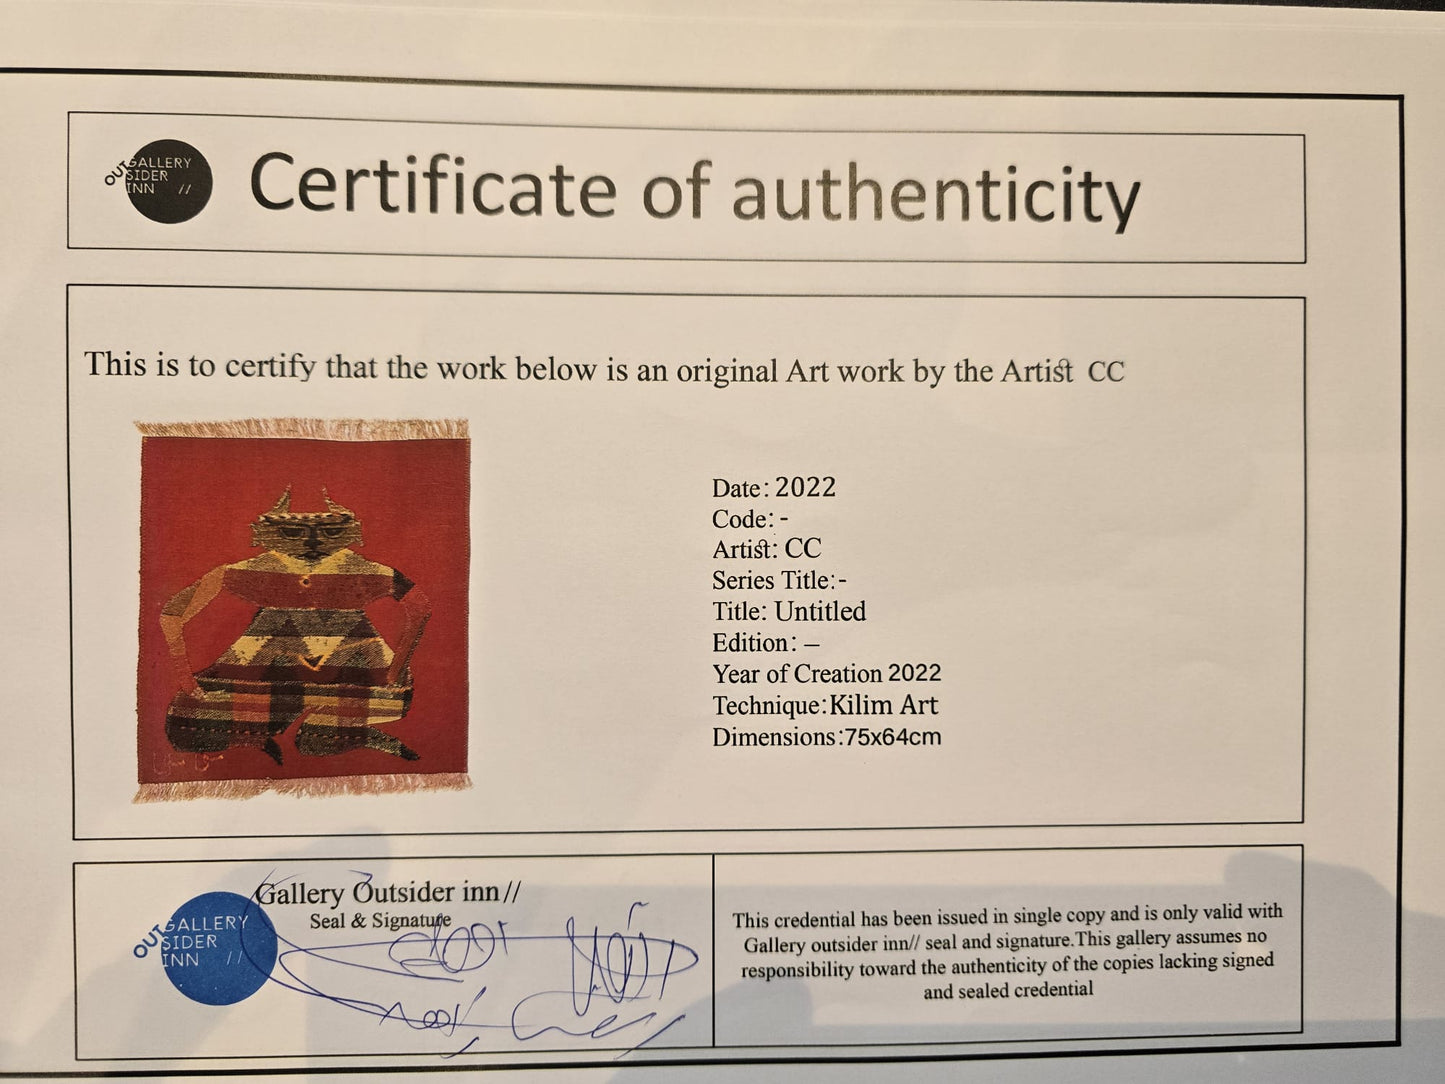 OUT
GALLERY
SIDER
INN //
Certificate of authenticity
This is to certify that the work below is an original Art work by the Artist CC
Date: 2022
Code: -
Artist: CC
Series Title:-
Title: Untitled
Edition: –
Year of Creation 2022
Technique:Kilim Art
Dimensions:75x64cm
Gallery Outsider inn//
Seal & Signature
OUT
GALLERY
SIDER
INN //
This credential has been issued in single copy and is only valid with
Gallery outsider inn// seal and signature.This gallery assumes no
responsibility toward the authenticity of the copies lacking signed
and sealed credential